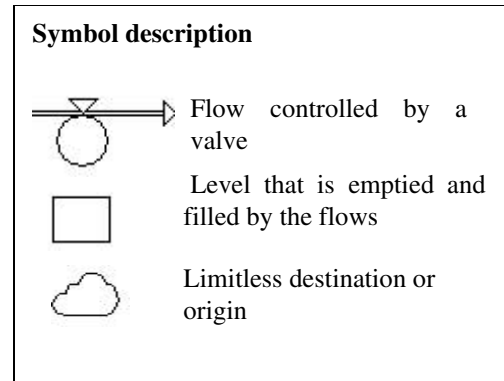 Symbol description
Flow controlled by a
valve
Level that is emptied and
filled by the flows
Limitless destination or
origin